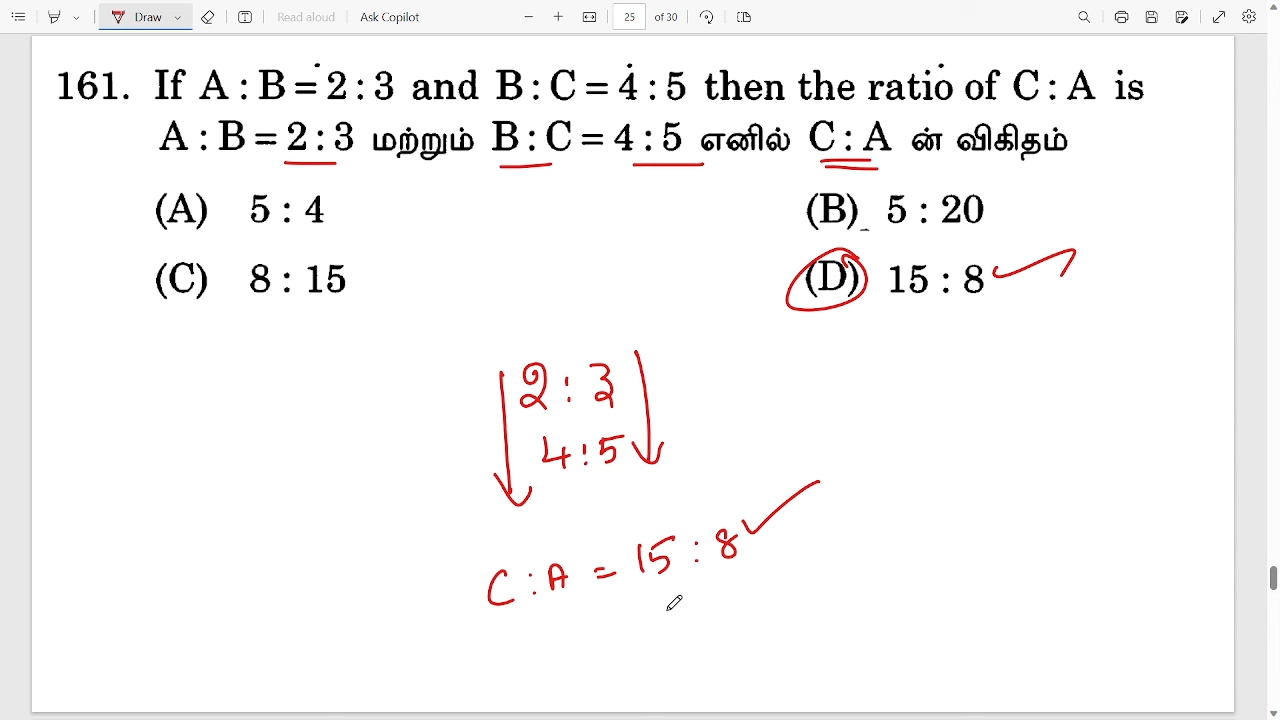 Draw Read aloud Ask Copilot 25 of 30
161. If A : B = 2 : 3 and B : C = 4 : 5 then the ratio of C : A is
A : B = 2 : 3 மற்றும் B : C = 4 : 5 எனில் C : A ன் விகிதம்
(A) 5 : 4 (B) 5 : 20
(C) 8 : 15 (D) 15 : 8
2 : 3
4 : 5
C : A = 15 : 8